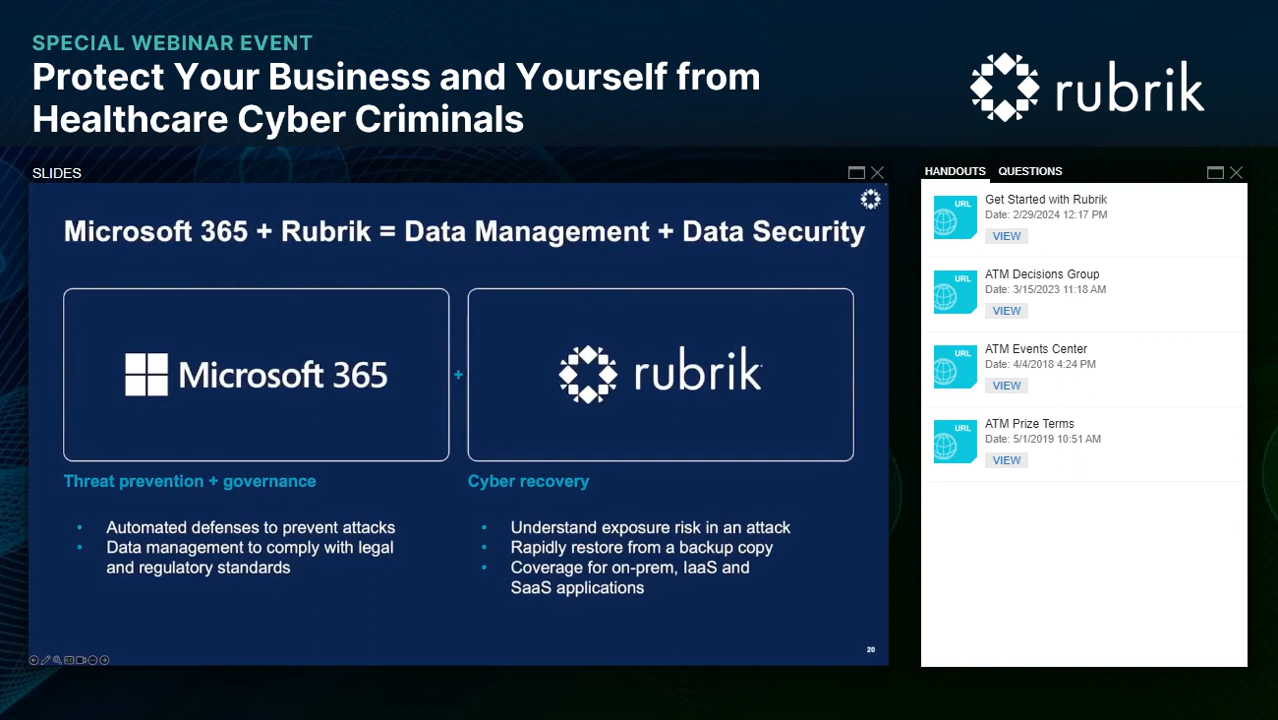 SPECIAL WEBINAR EVENT
Protect Your Business and Yourself from
Healthcare Cyber Criminals
rubrik
SLIDES
Microsoft 365 + Rubrik = Data Management + Data Security
Microsoft 365
+
rubrik
Threat prevention + governance
• Automated defenses to prevent attacks
• Data management to comply with legal
and regulatory standards
Cyber recovery
• Understand exposure risk in an attack
• Rapidly restore from a backup copy
• Coverage for on-prem, IaaS and
SaaS applications
20
HANDOUTS QUESTIONS
URL
Get Started with Rubrik
Date: 2/29/2024 12:17 PM
VIEW
URL
ATM Decisions Group
Date: 3/15/2023 11:18 AM
VIEW
URL
ATM Events Center
Date: 4/4/2018 4:24 PM
VIEW
URL
ATM Prize Terms
Date: 5/1/2019 10:51 AM
VIEW